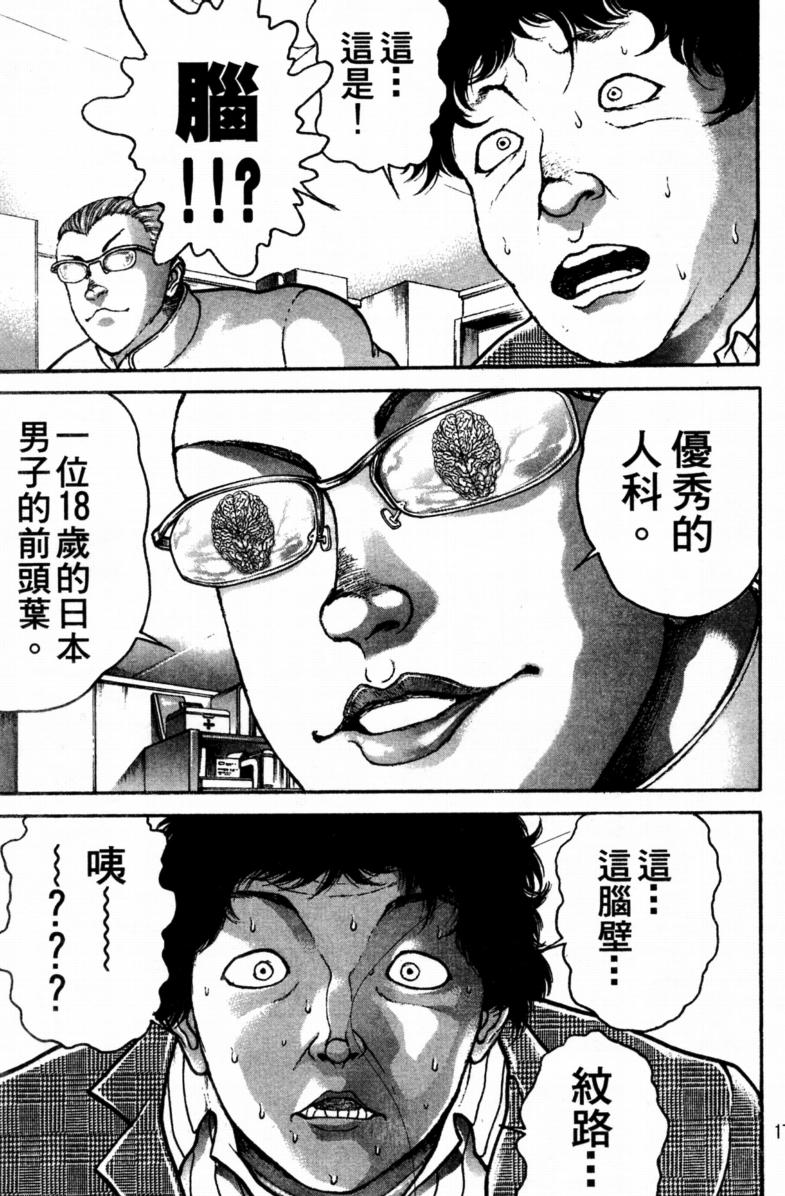 這…
這是！
腦
！！？
優秀的
人科。
一位18歲的日本
男子的前頭葉。
這…
這腦壁…
紋路…
咦～
～？？？
1